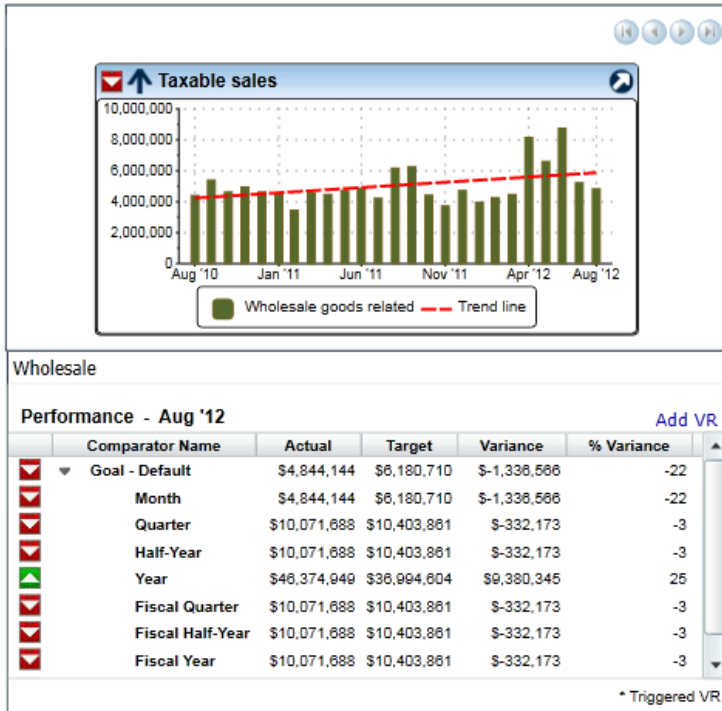 Taxable sales
10,000,000
8,000,000
6,000,000
4,000,000
2,000,000
0
Aug '10 Jan '11 Jun '11 Nov '11 Apr '12 Aug '12
Wholesale goods related Trend line
Wholesale
Performance - Aug '12 Add VR
Comparator Name Actual Target Variance % Variance
Goal - Default $4,844,144 $6,180,710 $-1,336,566 -22
Month $4,844,144 $6,180,710 $-1,336,566 -22
Quarter $10,071,688 $10,403,861 $-332,173 -3
Half-Year $10,071,688 $10,403,861 $-332,173 -3
Year $46,374,949 $36,994,604 $9,380,345 25
Fiscal Quarter $10,071,688 $10,403,861 $-332,173 -3
Fiscal Half-Year $10,071,688 $10,403,861 $-332,173 -3
Fiscal Year $10,071,688 $10,403,861 $-332,173 -3
* Triggered VR